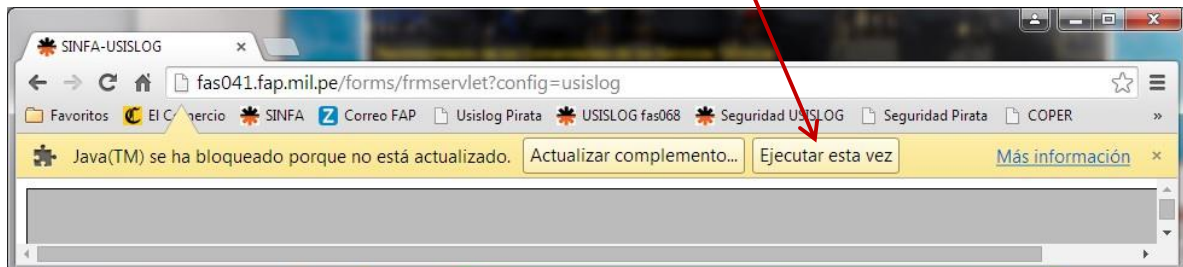 SINFA-USISLOG
fas041.fap.mil.pe/forms/frmservlet?config=usislog
Favoritos El Comercio SINFA Correo FAP Usislog Pirata USISLOG fas068 Seguridad USISLOG Seguridad Pirata COPER »
Java(TM) se ha bloqueado porque no está actualizado. Actualizar complemento... Ejecutar esta vez Más información